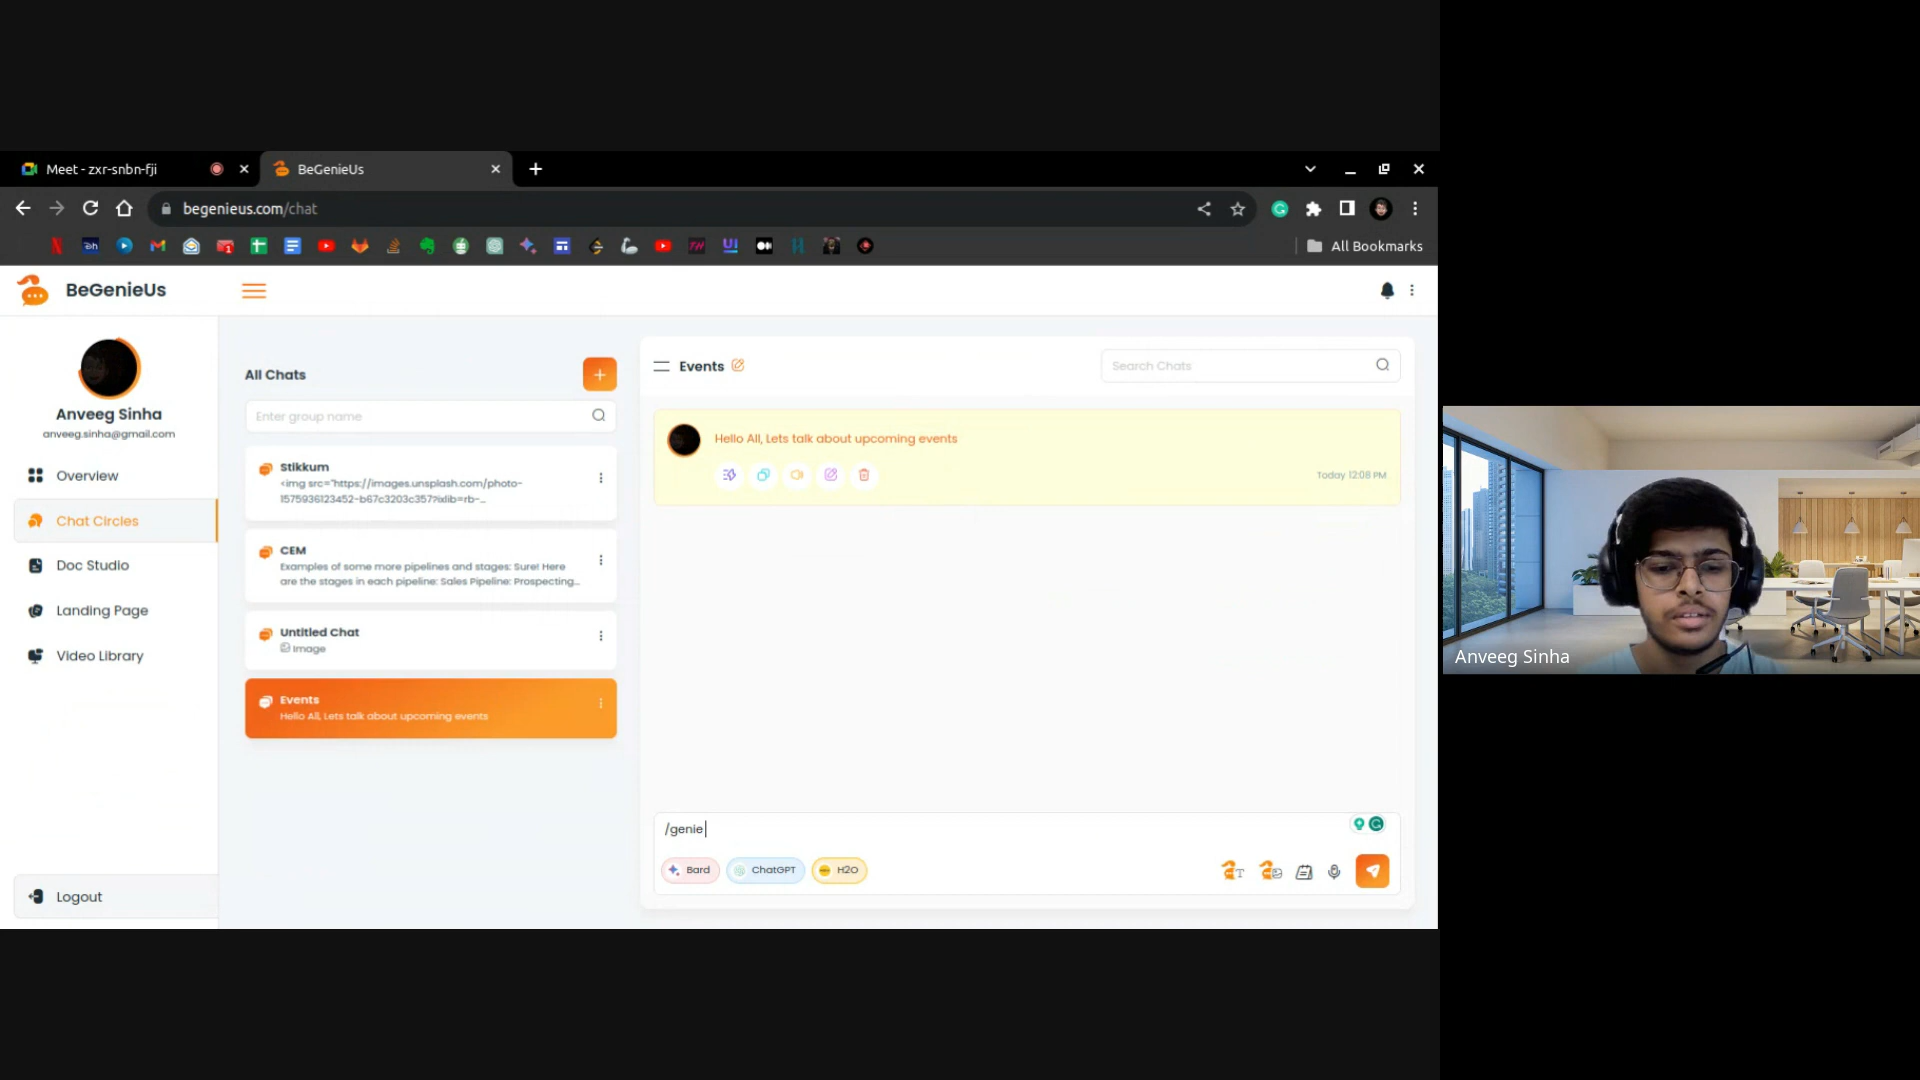 Meet - zxr-snbn-fji
BeGenieUs
begenieus.com/chat
All Bookmarks
BeGenieUs
Anveeg Sinha
anveeg.sinha@gmail.com
Overview
Chat Circles
Doc Studio
Landing Page
Video Library
Logout
All Chats
Enter group name
Stikkum
<img src="https://images.unsplash.com/photo-
1575936123452-b67c3203c357?ixlib=rb-...
CEM
Examples of some more pipelines and stages: Sure! Here
are the stages in each pipeline: Sales Pipeline: Prospecting...
Untitled Chat
Image
Events
Hello All, Lets talk about upcoming events
Events
Search Chats
Hello All, Lets talk about upcoming events
Today 12:08 PM
/genie
Bard
ChatGPT
H2O
Anveeg Sinha